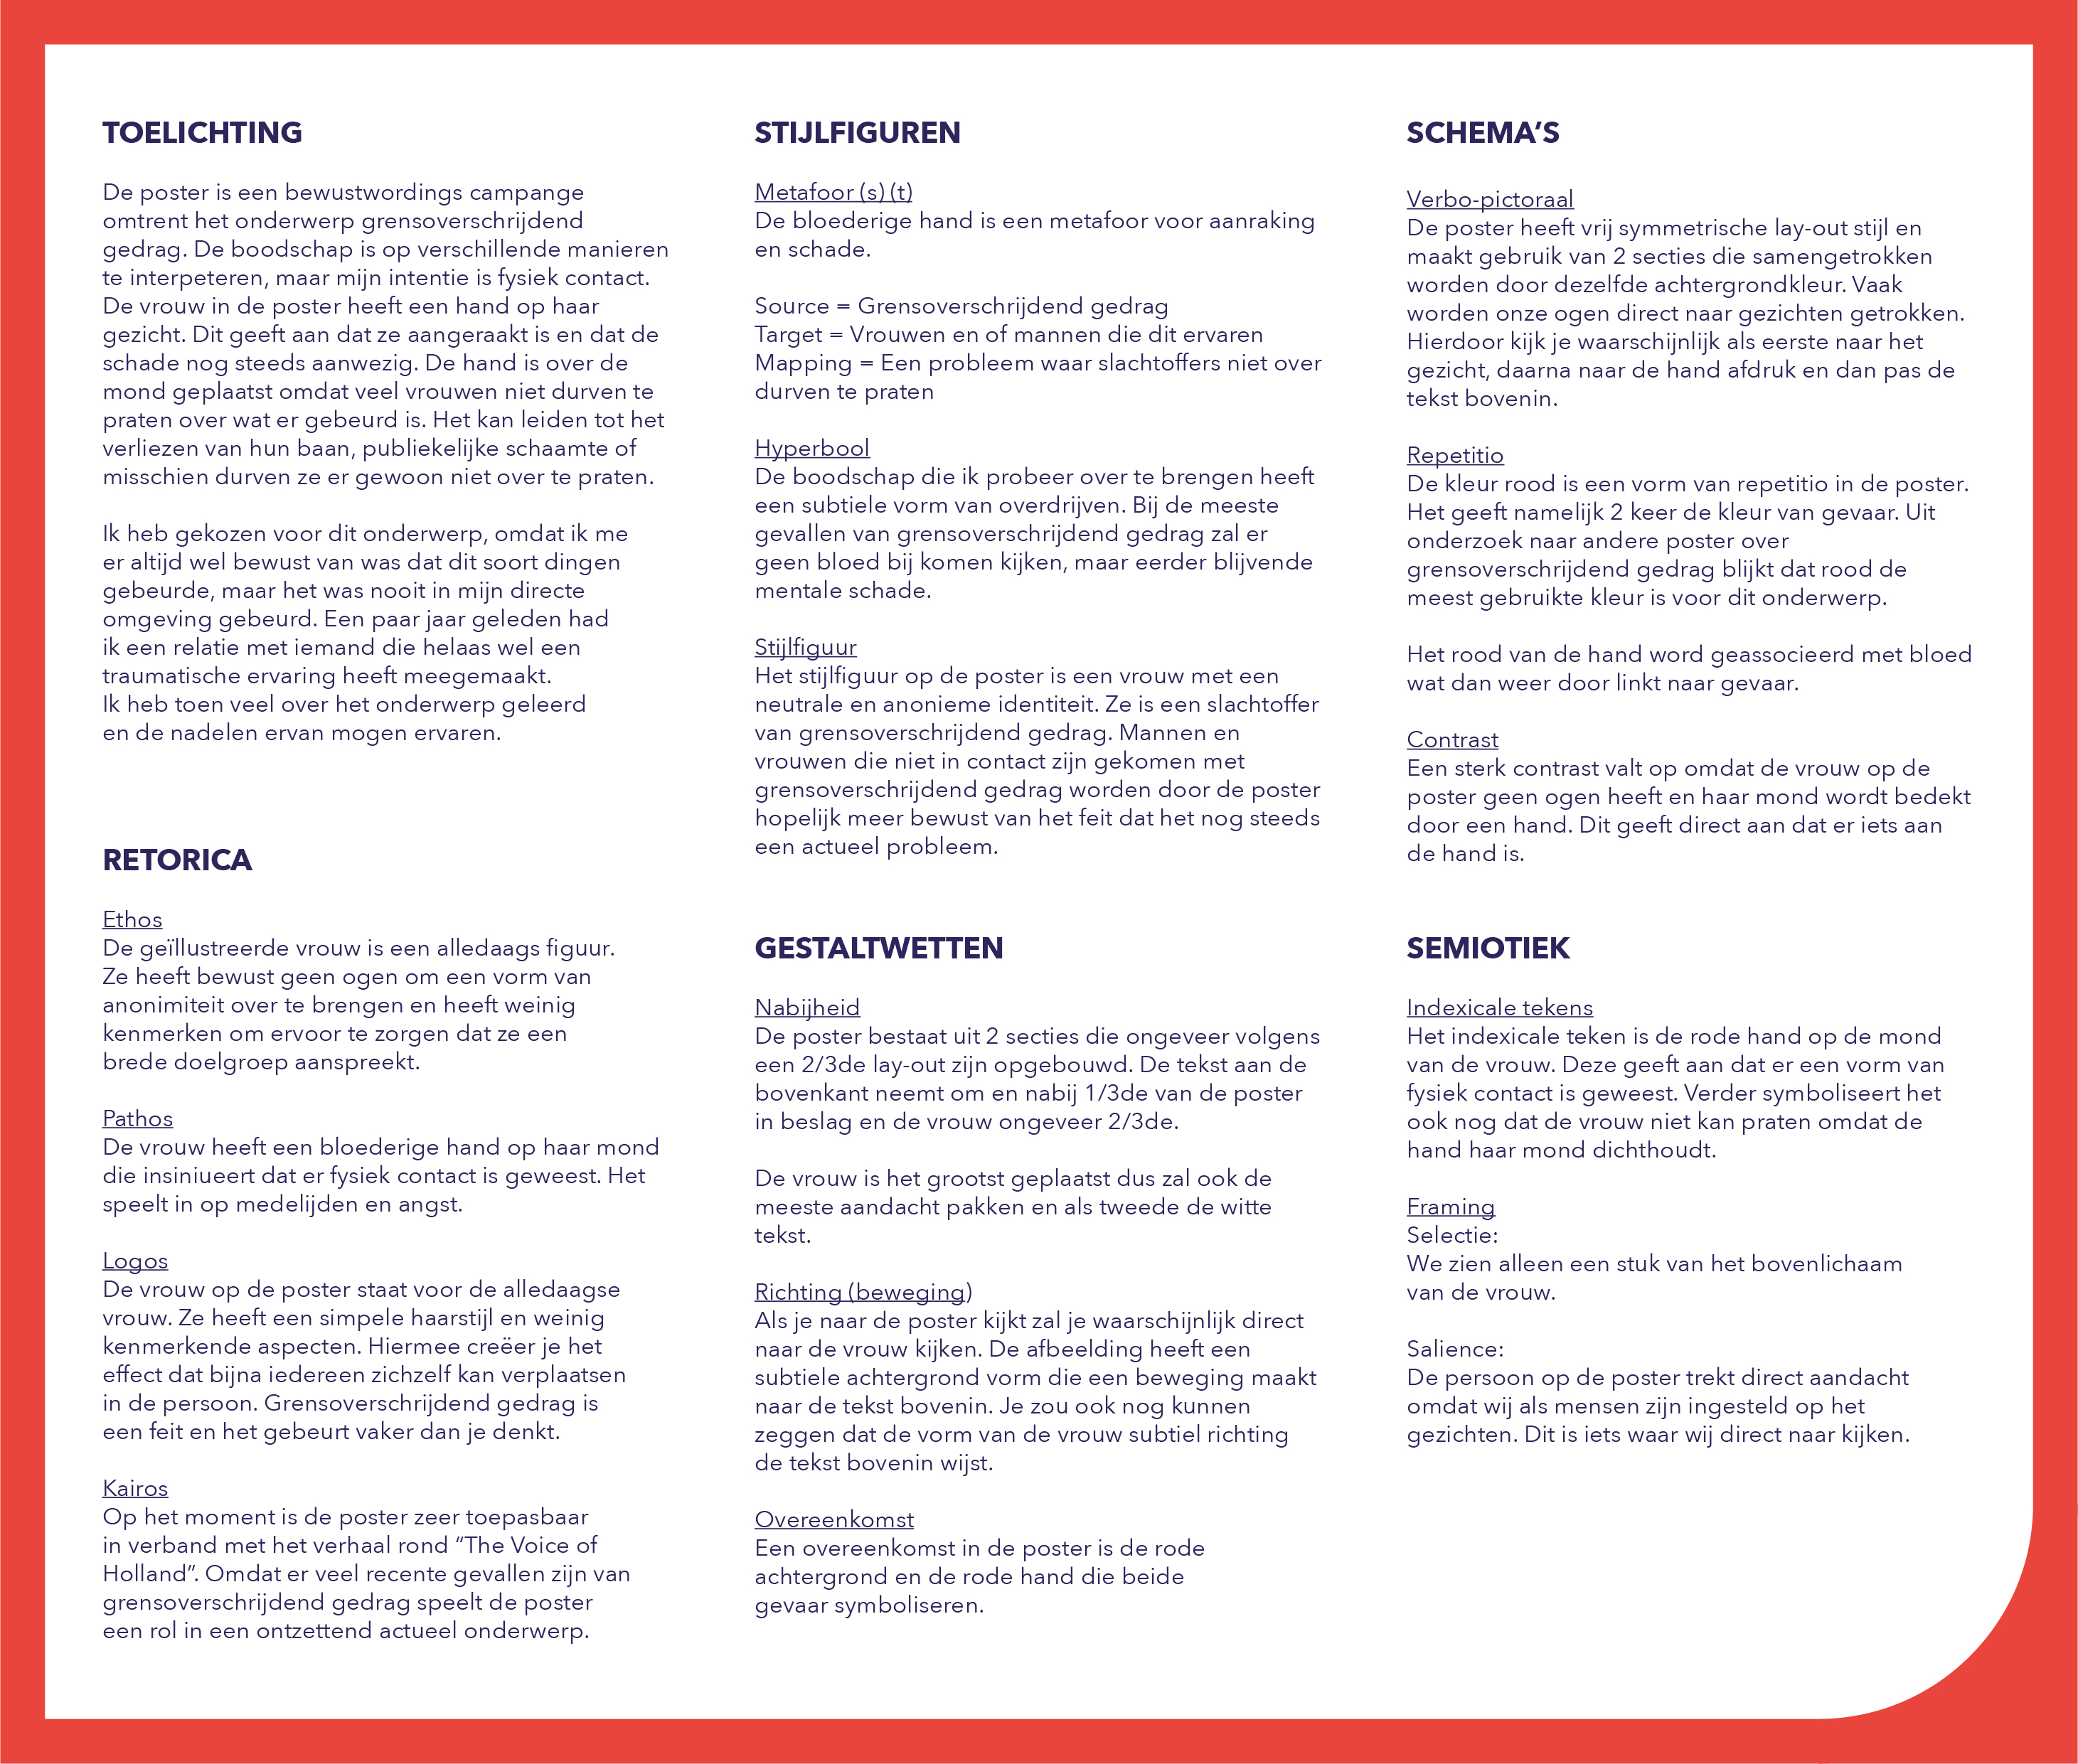 TOELICHTING
De poster is een bewustwordings campange
omtrent het onderwerp grensoverschrijdend
gedrag. De boodschap is op verschillende manieren
te interpeteren, maar mijn intentie is fysiek contact.
De vrouw in de poster heeft een hand op haar
gezicht. Dit geeft aan dat ze aangeraakt is en dat de
schade nog steeds aanwezig. De hand is over de
mond geplaatst omdat veel vrouwen niet durven te
praten over wat er gebeurd is. Het kan leiden tot het
verliezen van hun baan, publiekelijke schaamte of
misschien durven ze er gewoon niet over te praten.
Ik heb gekozen voor dit onderwerp, omdat ik me
er altijd wel bewust van was dat dit soort dingen
gebeurde, maar het was nooit in mijn directe
omgeving gebeurd. Een paar jaar geleden had
ik een relatie met iemand die helaas wel een
traumatische ervaring heeft meegemaakt.
Ik heb toen veel over het onderwerp geleerd
en de nadelen ervan mogen ervaren.
RETORICA
Ethos
De geïllustreerde vrouw is een alledaags figuur.
Ze heeft bewust geen ogen om een vorm van
anonimiteit over te brengen en heeft weinig
kenmerken om ervoor te zorgen dat ze een
brede doelgroep aanspreekt.
Pathos
De vrouw heeft een bloederige hand op haar mond
die insiniueert dat er fysiek contact is geweest. Het
speelt in op medelijden en angst.
Logos
De vrouw op de poster staat voor de alledaagse
vrouw. Ze heeft een simpele haarstijl en weinig
kenmerkende aspecten. Hiermee creëer je het
effect dat bijna iedereen zichzelf kan verplaatsen
in de persoon. Grensoverschrijdend gedrag is
een feit en het gebeurt vaker dan je denkt.
Kairos
Op het moment is de poster zeer toepasbaar
in verband met het verhaal rond “The Voice of
Holland”. Omdat er veel recente gevallen zijn van
grensoverschrijdend gedrag speelt de poster
een rol in een ontzettend actueel onderwerp.
STIJLFIGUREN
Metafoor (s) (t)
De bloederige hand is een metafoor voor aanraking
en schade.
Source = Grensoverschrijdend gedrag
Target = Vrouwen en of mannen die dit ervaren
Mapping = Een probleem waar slachtoffers niet over
durven te praten
Hyperbool
De boodschap die ik probeer over te brengen heeft
een subtiele vorm van overdrijven. Bij de meeste
gevallen van grensoverschrijdend gedrag zal er
geen bloed bij komen kijken, maar eerder blijvende
mentale schade.
Stijlfiguur
Het stijlfiguur op de poster is een vrouw met een
neutrale en anonieme identiteit. Ze is een slachtoffer
van grensoverschrijdend gedrag. Mannen en
vrouwen die niet in contact zijn gekomen met
grensoverschrijdend gedrag worden door de poster
hopelijk meer bewust van het feit dat het nog steeds
een actueel probleem.
GESTALTWETTEN
Nabijheid
De poster bestaat uit 2 secties die ongeveer volgens
een 2/3de lay-out zijn opgebouwd. De tekst aan de
bovenkant neemt om en nabij 1/3de van de poster
in beslag en de vrouw ongeveer 2/3de.
De vrouw is het grootst geplaatst dus zal ook de
meeste aandacht pakken en als tweede de witte
tekst.
Richting (beweging)
Als je naar de poster kijkt zal je waarschijnlijk direct
naar de vrouw kijken. De afbeelding heeft een
subtiele achtergrond vorm die een beweging maakt
naar de tekst bovenin. Je zou ook nog kunnen
zeggen dat de vorm van de vrouw subtiel richting
de tekst bovenin wijst.
Overeenkomst
Een overeenkomst in de poster is de rode
achtergrond en de rode hand die beide
gevaar symboliseren.
SCHEMA’S
Verbo-pictoraal
De poster heeft vrij symmetrische lay-out stijl en
maakt gebruik van 2 secties die samengetrokken
worden door dezelfde achtergrondkleur. Vaak
worden onze ogen direct naar gezichten getrokken.
Hierdoor kijk je waarschijnlijk als eerste naar het
gezicht, daarna naar de hand afdruk en dan pas de
tekst bovenin.
Repetitio
De kleur rood is een vorm van repetitio in de poster.
Het geeft namelijk 2 keer de kleur van gevaar. Uit
onderzoek naar andere poster over
grensoverschrijdend gedrag blijkt dat rood de
meest gebruikte kleur is voor dit onderwerp.
Het rood van de hand word geassocieerd met bloed
wat dan weer door linkt naar gevaar.
Contrast
Een sterk contrast valt op omdat de vrouw op de
poster geen ogen heeft en haar mond wordt bedekt
door een hand. Dit geeft direct aan dat er iets aan
de hand is.
SEMIOTIEK
Indexicale tekens
Het indexicale teken is de rode hand op de mond
van de vrouw. Deze geeft aan dat er een vorm van
fysiek contact is geweest. Verder symboliseert het
ook nog dat de vrouw niet kan praten omdat de
hand haar mond dichthoudt.
Framing
Selectie:
We zien alleen een stuk van het bovenlichaam
van de vrouw.
Salience:
De persoon op de poster trekt direct aandacht
omdat wij als mensen zijn ingesteld op het
gezichten. Dit is iets waar wij direct naar kijken.